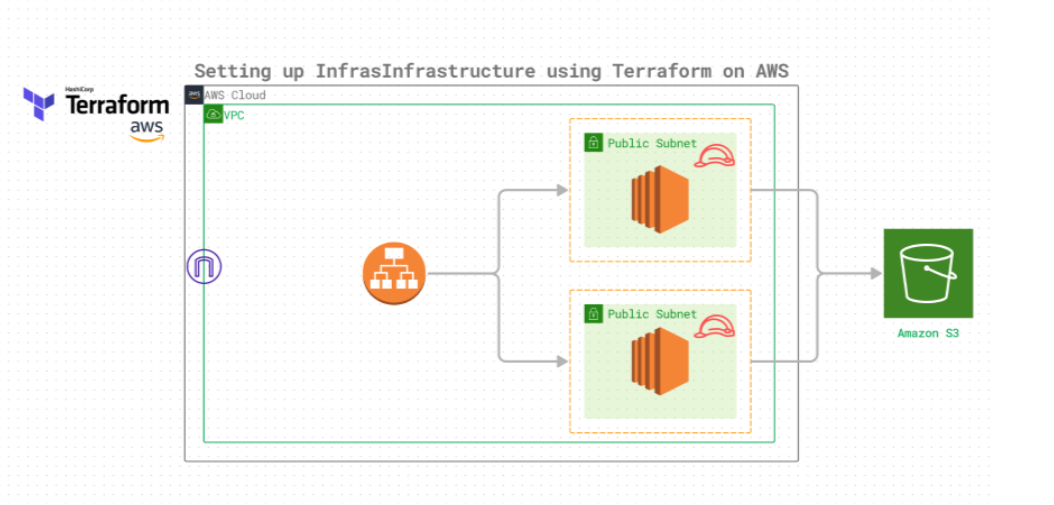 Setting up InfrasInfrastructure using Terraform on AWS
HashiCorp
Terraform
aws
aws
AWS Cloud
VPC
Public Subnet
Public Subnet
Amazon S3